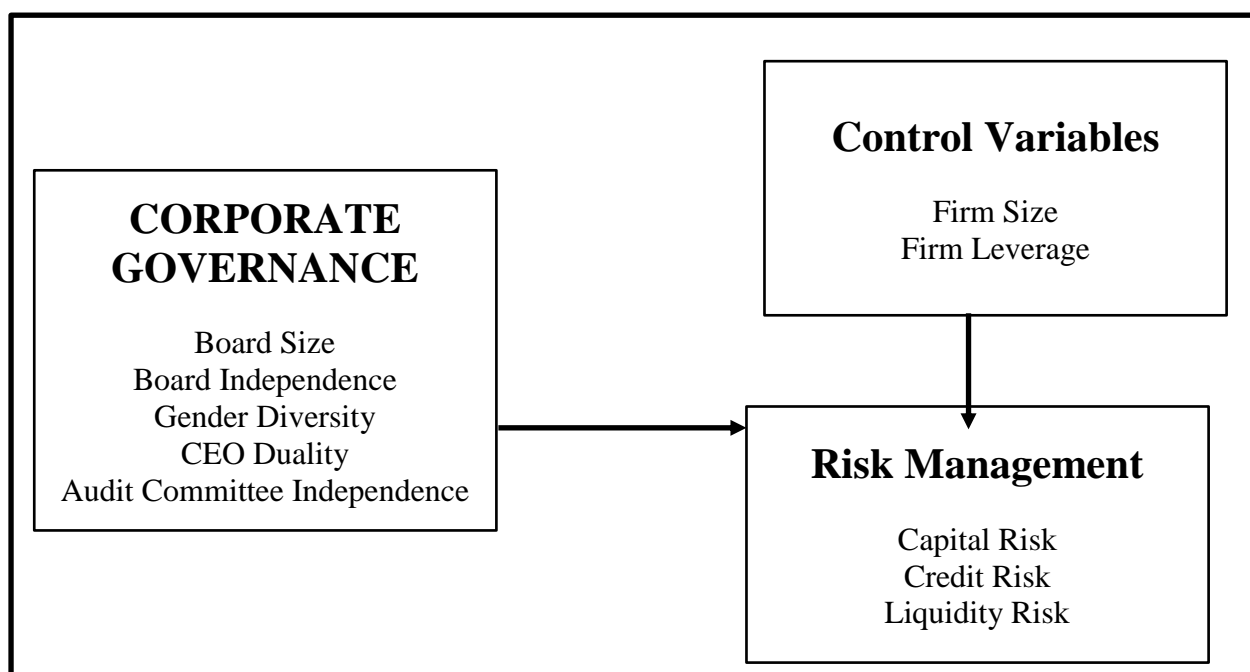 CORPORATE
GOVERNANCE
Board Size
Board Independence
Gender Diversity
CEO Duality
Audit Committee Independence
Control Variables
Firm Size
Firm Leverage
Risk Management
Capital Risk
Credit Risk
Liquidity Risk